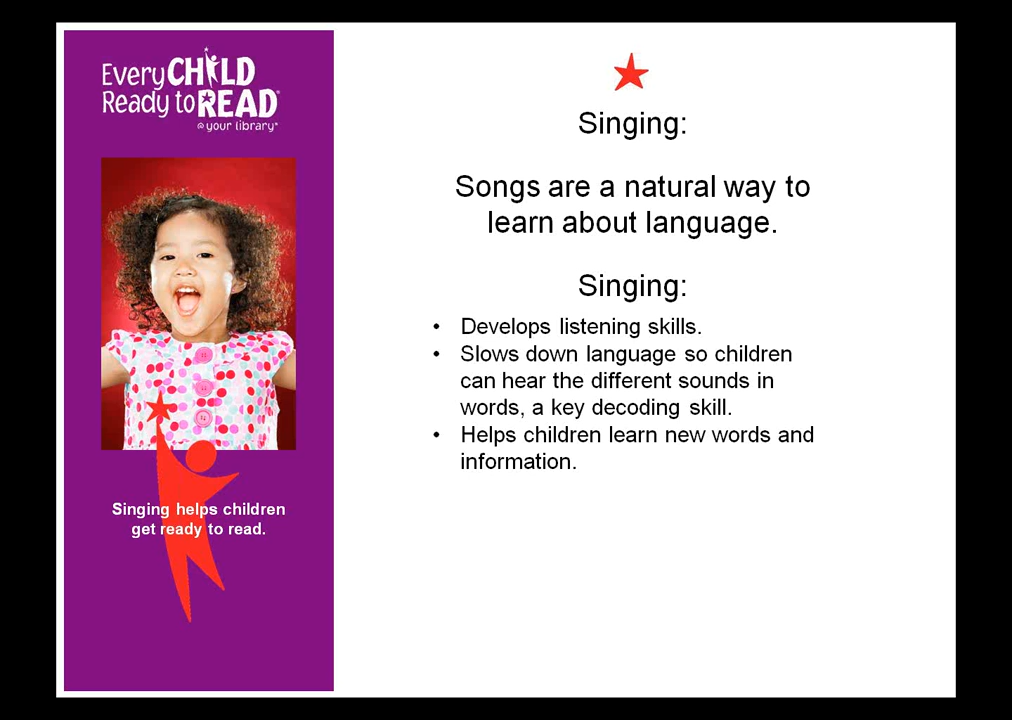 Every CHILD
Ready to READ®
@ your library®
Singing helps children
get ready to read.
Singing:
Songs are a natural way to
learn about language.
Singing:
• Develops listening skills.
• Slows down language so children
can hear the different sounds in
words, a key decoding skill.
• Helps children learn new words and
information.